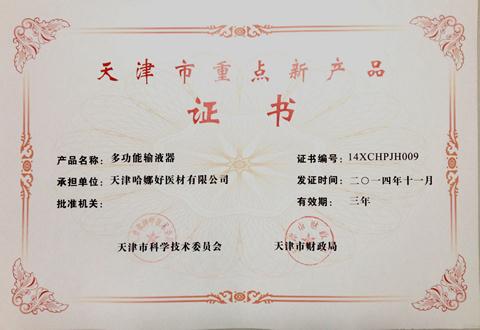 天津市重点新产品
证书
产品名称: 多功能输液器
证书编号: 14XCHPJH009
承担单位: 天津哈娜好医材有限公司
发证时间: 二〇一四年十一月
批准机关:
有效期: 三年
天津市科学技术委员会
天津市财政局